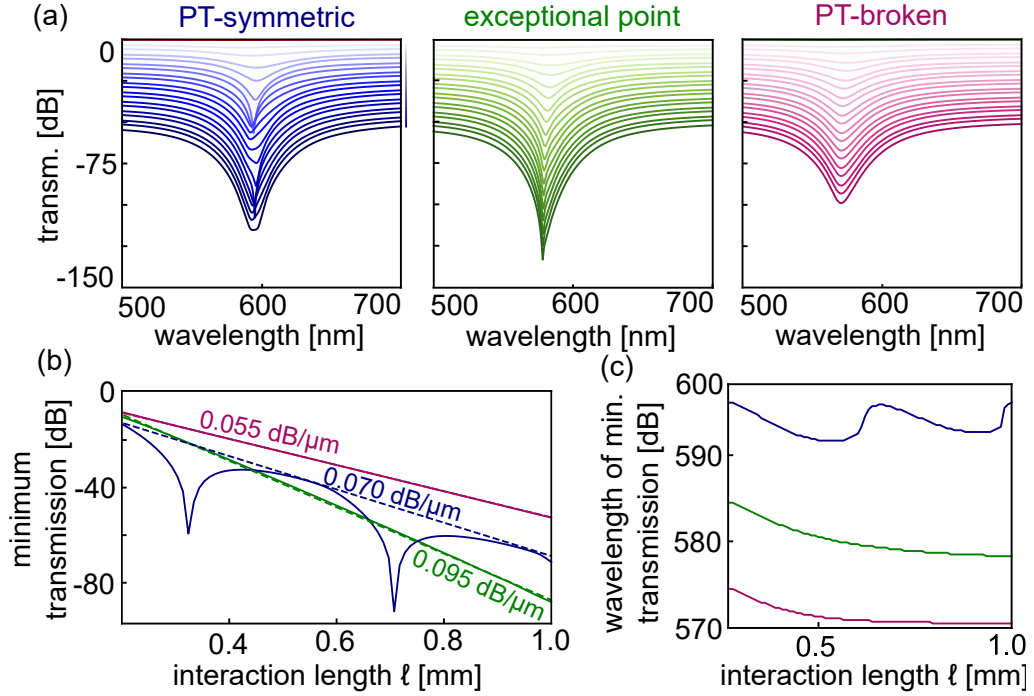 (a)
PT-symmetric
exceptional point
PT-broken
transm. [dB]
0
-75
-150
500
600
700
wavelength [nm]
500
600
700
wavelength [nm]
500
600
700
wavelength [nm]
(b)
minimum
transmission [dB]
0
-40
-80
0.055 dB/µm
0.070 dB/µm
0.095 dB/µm
0.4
0.6
0.8
1.0
interaction length ℓ [mm]
(c)
wavelength of min.
transmission [dB]
600
590
580
570
0.5
1.0
interaction length ℓ [mm]